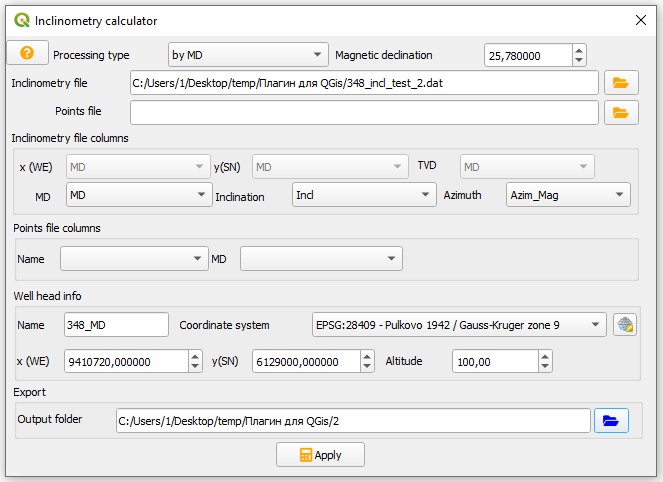 Inclinometry calculator
Processing type by MD Magnetic declination 25,780000
Inclinometry file C:/Users/1/Desktop/temp/Плагин для QGis/348_incl_test_2.dat
Points file
Inclinometry file columns
x (WE) MD y(SN) MD TVD MD
MD MD Inclination Incl Azimuth Azim_Mag
Points file columns
Name MD
Well head info
Name 348_MD Coordinate system EPSG:28409 - Pulkovo 1942 / Gauss-Kruger zone 9
x (WE) 9410720,000000 y(SN) 6129000,000000 Altitude 100,00
Export
Output folder C:/Users/1/Desktop/temp/Плагин для QGis/2
Apply